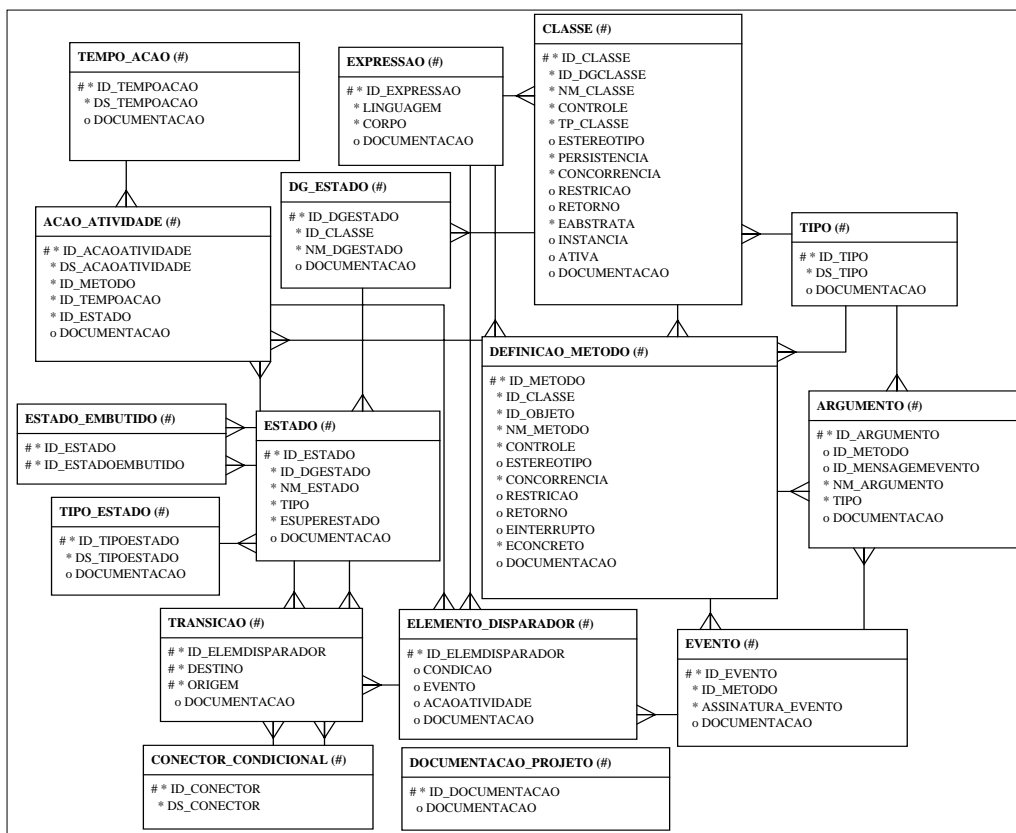 TEMPO_ACAO (#)
# * ID_TEMPOACAO
* DS_TEMPOACAO
o DOCUMENTACAO
EXPRESSAO (#)
# * ID_EXPRESSAO
* LINGUAGEM
* CORPO
o DOCUMENTACAO
CLASSE (#)
# * ID_CLASSE
* ID_DGCLASSE
* NM_CLASSE
* CONTROLE
* TP_CLASSE
o ESTEREOTIPO
* PERSISTENCIA
* CONCORRENCIA
o RESTRICAO
o RETORNO
* EABSTRATA
o INSTANCIA
o ATIVA
o DOCUMENTACAO
DG_ESTADO (#)
# * ID_DGESTADO
* ID_CLASSE
* NM_DGESTADO
o DOCUMENTACAO
ACAO_ATIVIDADE (#)
# * ID_ACAOATIVIDADE
* DS_ACAOATIVIDADE
* ID_METODO
* ID_TEMPOACAO
* ID_ESTADO
o DOCUMENTACAO
TIPO (#)
# * ID_TIPO
* DS_TIPO
o DOCUMENTACAO
DEFINICAO_METODO (#)
# * ID_METODO
* ID_CLASSE
* ID_OBJETO
* NM_METODO
* CONTROLE
o ESTEREOTIPO
* CONCORRENCIA
o RESTRICAO
o RETORNO
o EINTERRUPTO
* ECONCRETO
o DOCUMENTACAO
ARGUMENTO (#)
# * ID_ARGUMENTO
o ID_METODO
o ID_MENSAGEMEVENTO
* NM_ARGUMENTO
* TIPO
o DOCUMENTACAO
ESTADO_EMBUTIDO (#)
# * ID_ESTADO
# * ID_ESTADOEMBUTIDO
ESTADO (#)
# * ID_ESTADO
* ID_DGESTADO
* NM_ESTADO
* TIPO
* ESUPERESTADO
o DOCUMENTACAO
TIPO_ESTADO (#)
# * ID_TIPOESTADO
* DS_TIPOESTADO
o DOCUMENTACAO
TRANSICAO (#)
# * ID_ELEMDISPARADOR
# * DESTINO
# * ORIGEM
o DOCUMENTACAO
ELEMENTO_DISPARADOR (#)
# * ID_ELEMDISPARADOR
o CONDICAO
o EVENTO
o ACAOATIVIDADE
o DOCUMENTACAO
EVENTO (#)
# * ID_EVENTO
* ID_METODO
* ASSINATURA_EVENTO
o DOCUMENTACAO
CONECTOR_CONDICIONAL (#)
# * ID_CONECTOR
* DS_CONECTOR
DOCUMENTACAO_PROJETO (#)
# * ID_DOCUMENTACAO
o DOCUMENTACAO